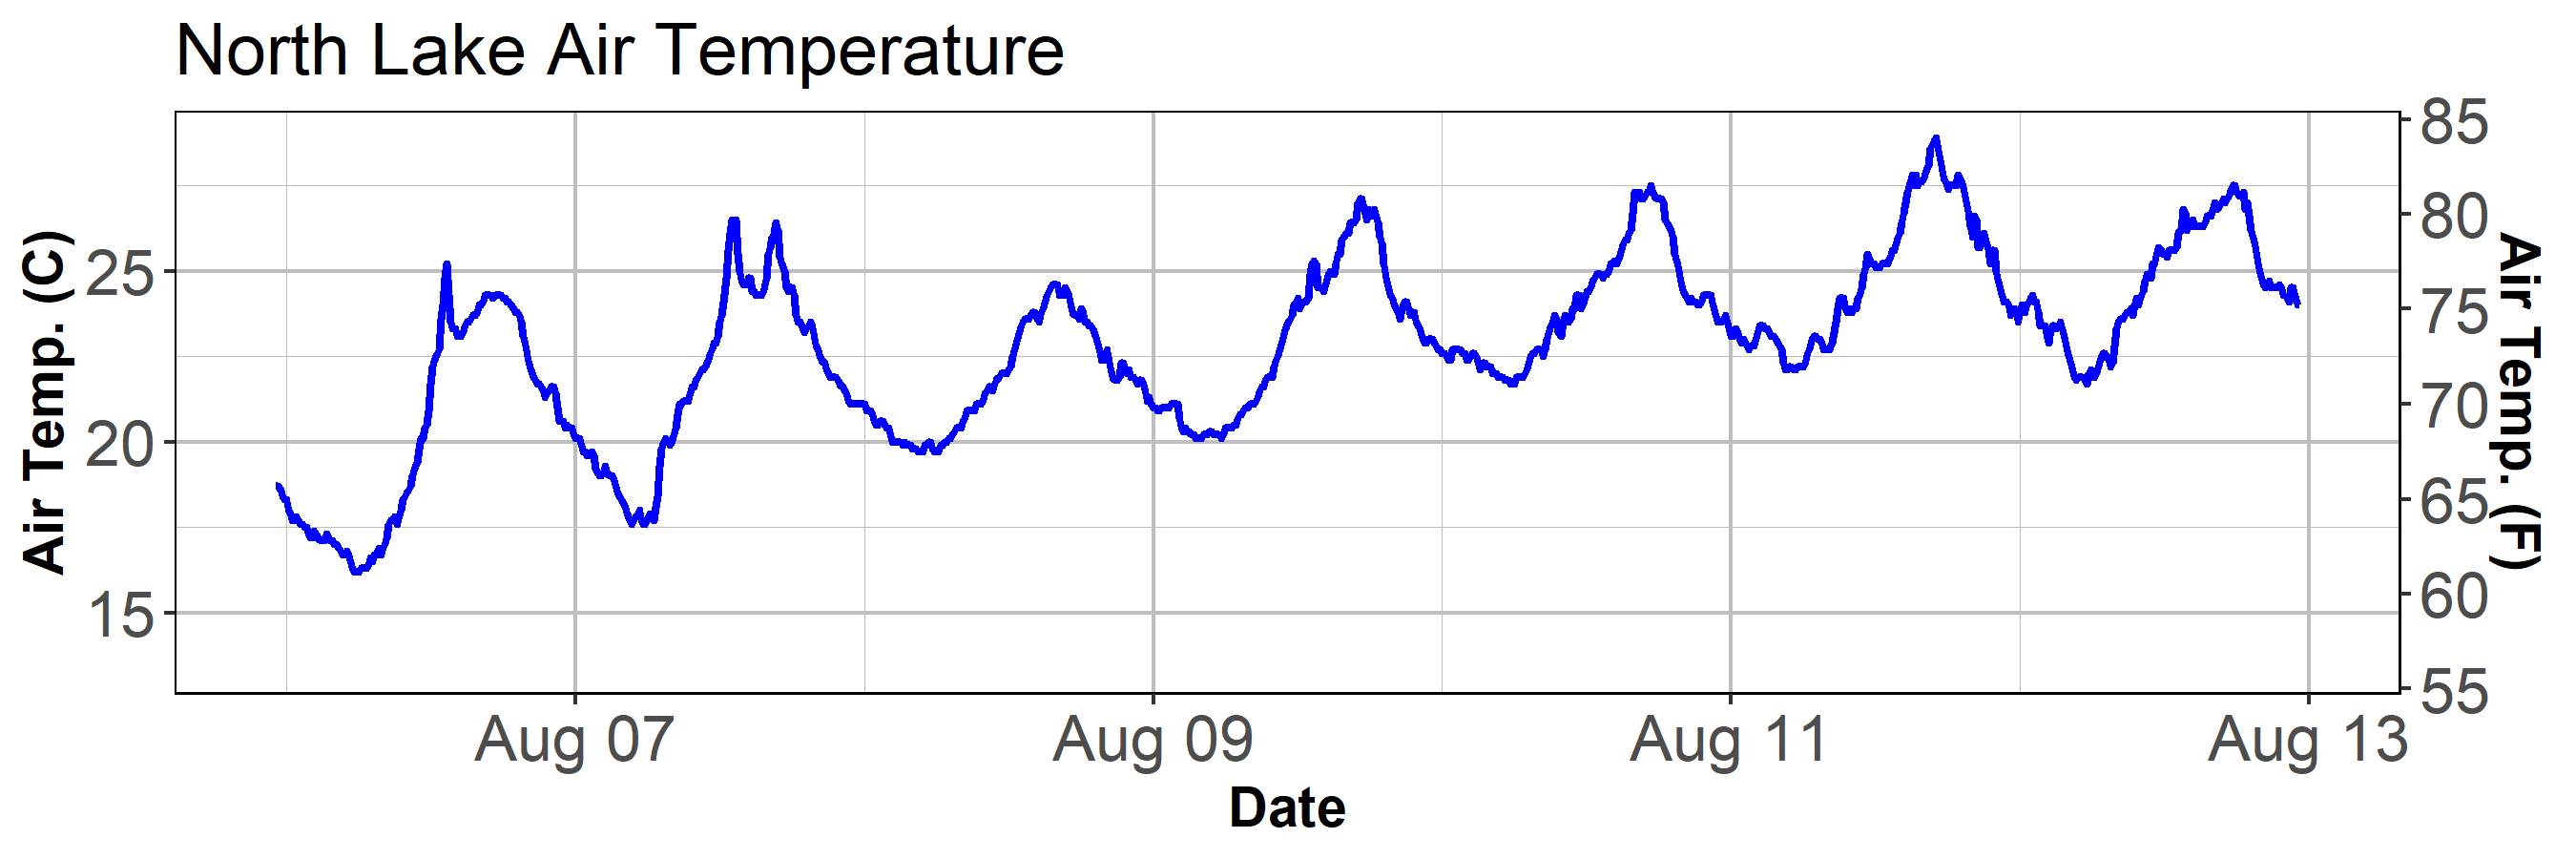 North Lake Air Temperature
Air Temp. (C)
25
20
15
85
80
75
70
65
60
55
Air Temp. (F)
Aug 07
Aug 09
Aug 11
Aug 13
Date